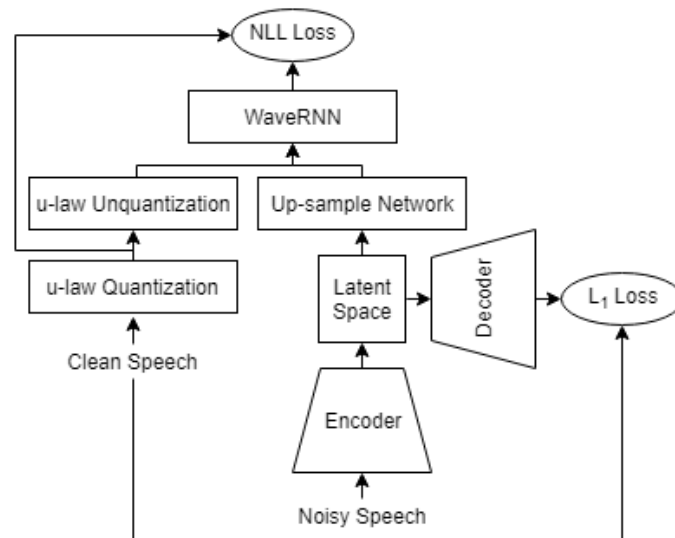 NLL Loss
WaveRNN
u-law Unquantization
Up-sample Network
u-law Quantization
Latent
Space
Decoder
L₁ Loss
Clean Speech
Encoder
Noisy Speech